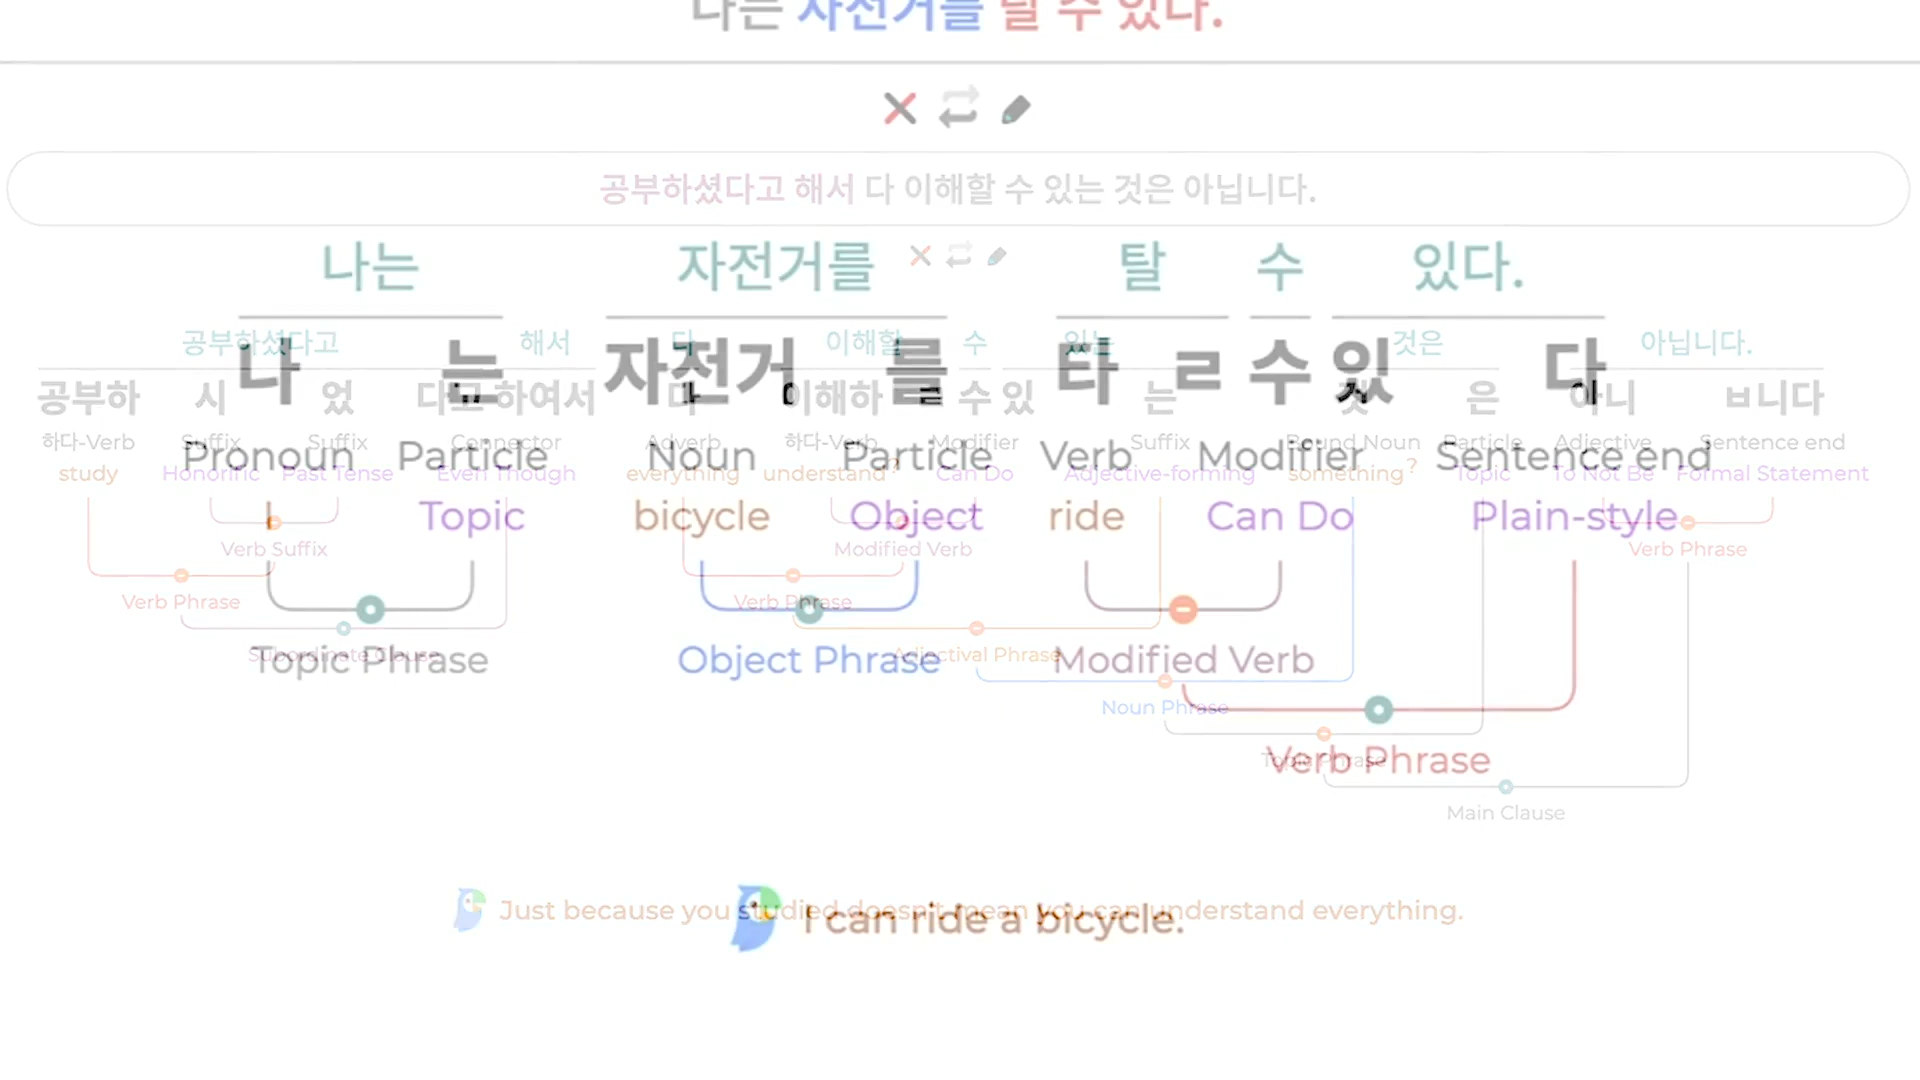 나는 자전거를 탈 수 있다.
공부하셨다고 해서 다 이해할 수 있는 것은 아닙니다.
나는 자전거를 탈 수 있다.
공부하셨다고 해서 다 이해할 수 있는 것은 아닙니다.
나 는 자전거 를 타 ㄹ 수 있 다
공부하 시 었 다고 하여서 다 이해하 ㄹ 수 있 는 것 은 아니 ㅂ니다
Pronoun Particle Noun Particle Verb Modifier Sentence end
하다-Verb Suffix Suffix Connector Adverb 하다-Verb Modifier Suffix Bound Noun Particle Adjective Sentence end
study Honorific Past Tense Even Though everything understand? Can Do Adjective-forming something? Topic To Not Be Formal Statement
I Topic bicycle Object ride Can Do Plain-style
Verb Suffix Modified Verb Verb Phrase
Verb Phrase Verb Phrase
Subordinate Clause Adjectival Phrase
Topic Phrase Object Phrase Modified Verb
Noun Phrase
Topic Phrase
Verb Phrase
Main Clause
Just because you studied doesn't mean you can understand everything.
I can ride a bicycle.